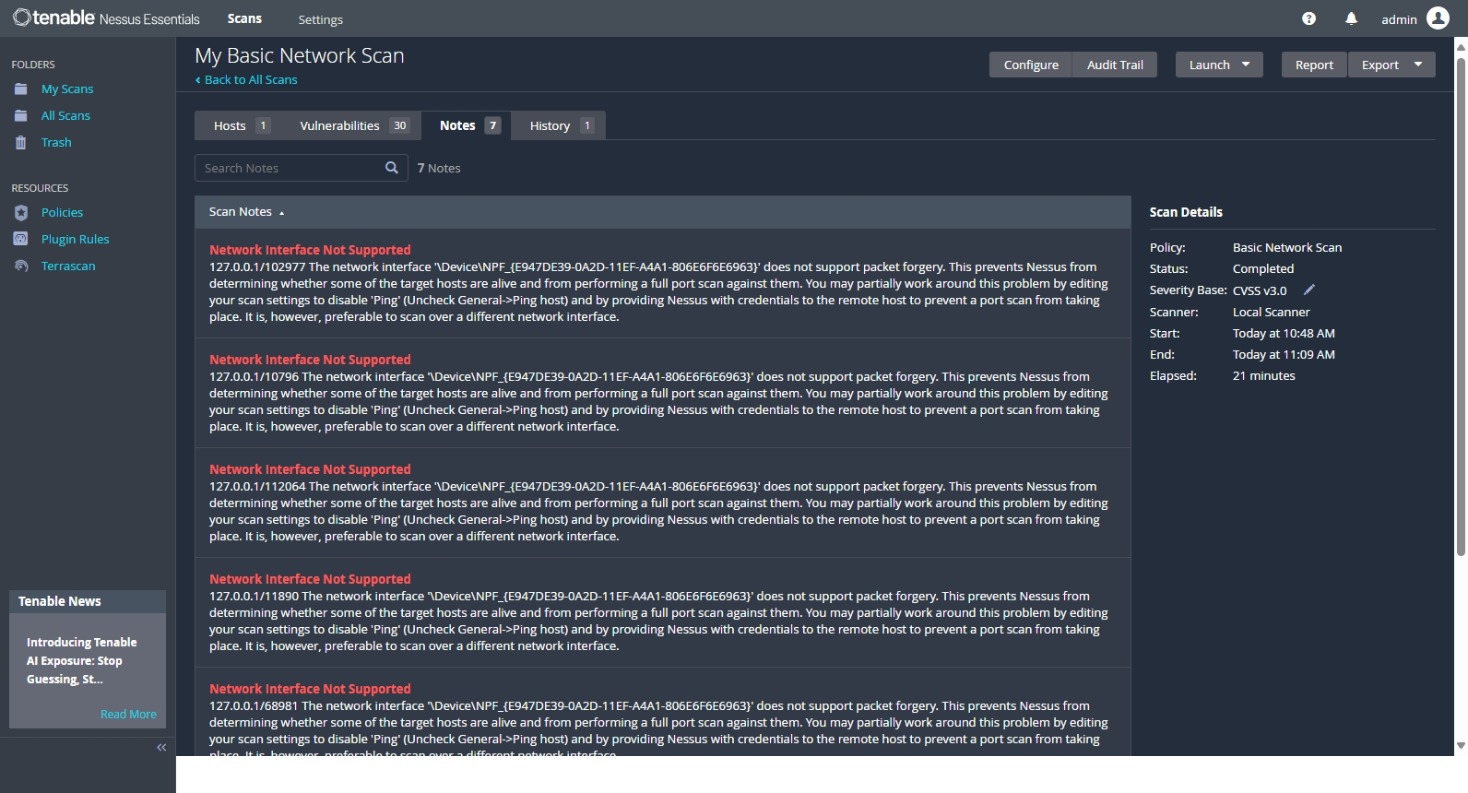 tenable Nessus Essentials
Scans
Settings
admin
FOLDERS
My Scans
All Scans
Trash
RESOURCES
Policies
Plugin Rules
Terrascan
Tenable News
Introducing Tenable
AI Exposure: Stop
Guessing, St...
Read More
My Basic Network Scan
Back to All Scans
Configure
Audit Trail
Launch
Report
Export
Hosts 1
Vulnerabilities 30
Notes 7
History 1
Search Notes
7 Notes
Scan Notes
Network Interface Not Supported
127.0.0.1/102977 The network interface '\Device\NPF_{E947DE39-0A2D-11EF-A4A1-806E6F6E6963}' does not support packet forgery. This prevents Nessus from
determining whether some of the target hosts are alive and from performing a full port scan against them. You may partially work around this problem by editing
your scan settings to disable 'Ping' (Uncheck General->Ping host) and by providing Nessus with credentials to the remote host to prevent a port scan from taking
place. It is, however, preferable to scan over a different network interface.
Network Interface Not Supported
127.0.0.1/10796 The network interface '\Device\NPF_{E947DE39-0A2D-11EF-A4A1-806E6F6E6963}' does not support packet forgery. This prevents Nessus from
determining whether some of the target hosts are alive and from performing a full port scan against them. You may partially work around this problem by editing
your scan settings to disable 'Ping' (Uncheck General->Ping host) and by providing Nessus with credentials to the remote host to prevent a port scan from taking
place. It is, however, preferable to scan over a different network interface.
Network Interface Not Supported
127.0.0.1/112064 The network interface '\Device\NPF_{E947DE39-0A2D-11EF-A4A1-806E6F6E6963}' does not support packet forgery. This prevents Nessus from
determining whether some of the target hosts are alive and from performing a full port scan against them. You may partially work around this problem by editing
your scan settings to disable 'Ping' (Uncheck General->Ping host) and by providing Nessus with credentials to the remote host to prevent a port scan from taking
place. It is, however, preferable to scan over a different network interface.
Network Interface Not Supported
127.0.0.1/11890 The network interface '\Device\NPF_{E947DE39-0A2D-11EF-A4A1-806E6F6E6963}' does not support packet forgery. This prevents Nessus from
determining whether some of the target hosts are alive and from performing a full port scan against them. You may partially work around this problem by editing
your scan settings to disable 'Ping' (Uncheck General->Ping host) and by providing Nessus with credentials to the remote host to prevent a port scan from taking
place. It is, however, preferable to scan over a different network interface.
Network Interface Not Supported
127.0.0.1/68981 The network interface '\Device\NPF_{E947DE39-0A2D-11EF-A4A1-806E6F6E6963}' does not support packet forgery. This prevents Nessus from
determining whether some of the target hosts are alive and from performing a full port scan against them. You may partially work around this problem by editing
your scan settings to disable 'Ping' (Uncheck General->Ping host) and by providing Nessus with credentials to the remote host to prevent a port scan from taking
place. It is, however, preferable to scan over a different network interface.
Scan Details
Policy: Basic Network Scan
Status: Completed
Severity Base: CVSS v3.0
Scanner: Local Scanner
Start: Today at 10:48 AM
End: Today at 11:09 AM
Elapsed: 21 minutes